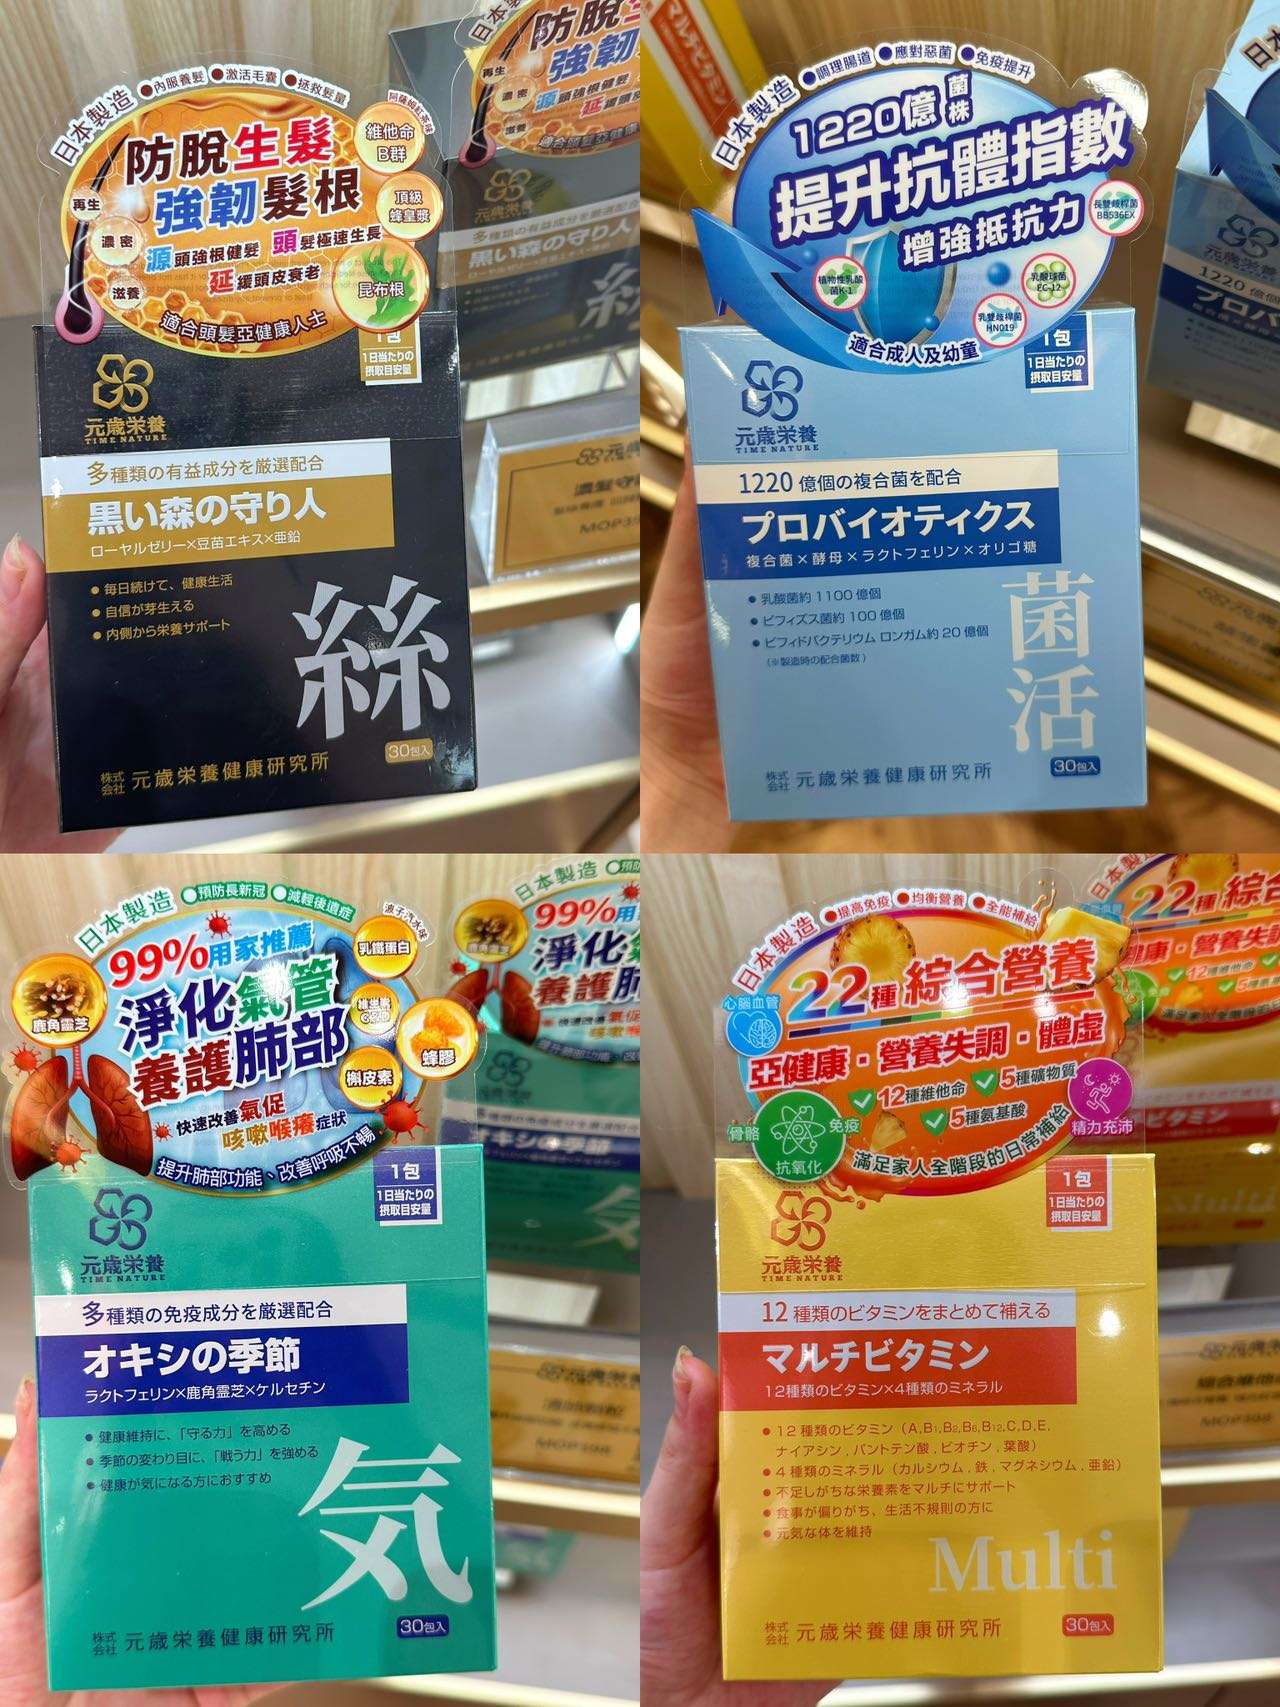 日本製造 ●內服養髮 ●激活毛囊 ●拯救髮量
防脫生髮
強韌髮根
源頭強根健髮 頭髮極速生長
延緩頭皮衰老
適合頭髮亞健康人士
再生
濃密
滋養
維他命
B群
頂級
蜂皇漿
昆布根
1包
1日当たりの
摂取目安量
元歳栄養
TIME NATURE
多種類の有益成分を厳選配合
黒い森の守り人
ローヤルゼリー×豆苗エキス×亜鉛
●毎日続けて、健康生活
●自信が芽生える
●内側から栄養サポート
絲
30包入
株式会社 元歳栄養健康研究所
日本製造 ●調理腸道 ●應對惡菌 ●免疫提升
1220億菌株
提升抗體指數
增強抵抗力
長雙歧桿菌
BB536EX
植物性乳酸
菌K-1
乳酸球菌
EC-12
乳雙歧桿菌
HN019
適合成人及幼童
1包
1日当たりの
摂取目安量
元歳栄養
TIME NATURE
1220 億個の複合菌を配合
プロバイオティクス
複合菌×酵母×ラクトフェリン×オリゴ糖
●乳酸菌約 1100 億個
●ビフィズス菌約 100 億個
●ビフィドバクテリウム ロンガム約 20 億個
(※製造時の配合菌数)
菌活
30包入
株式会社 元歳栄養健康研究所
日本製造 ●預防長新冠 ●減輕後遺症
99%用家推薦
淨化氣管
養護肺部
快速改善氣促
咳嗽喉癢症狀
提升肺部功能、改善呼吸不暢
鹿角靈芝
乳鐵蛋白
蜂膠
槲皮素
1包
1日当たりの
摂取目安量
元歳栄養
TIME NATURE
多種類の免疫成分を厳選配合
オキシの季節
ラクトフェリン×鹿角霊芝×ケルセチン
●健康維持に、「守る力」を高める
●季節の変わり目に、「戦う力」を強める
●健康が気になる方におすすめ
気
30包入
株式会社 元歳栄養健康研究所
日本製造 ●提高免疫 ●均衡營養 ●全能補給
22種綜合營養
亞健康·營養失調·體虛
12種維他命 5種礦物質
5種氨基酸
滿足家人全階段的日常補給
心腦血管
骨骼
免疫
抗氧化
精力充沛
1包
1日当たりの
摂取目安量
元歳栄養
TIME NATURE
12 種類のビタミンをまとめて補える
マルチビタミン
12種類のビタミン×4種類のミネラル
●12 種類のビタミン（A,B1,B2,B6,B12,C,D,E,
ナイアシン,パントテン酸,ビオチン,葉酸）
●4 種類のミネラル（カルシウム,鉄,マグネシウム,亜鉛）
●不足しがちな栄養素をマルチにサポート
●食事が偏りがち、生活不規則の方に
●元気な体を維持
Multi
30包入
株式会社 元歳栄養健康研究所